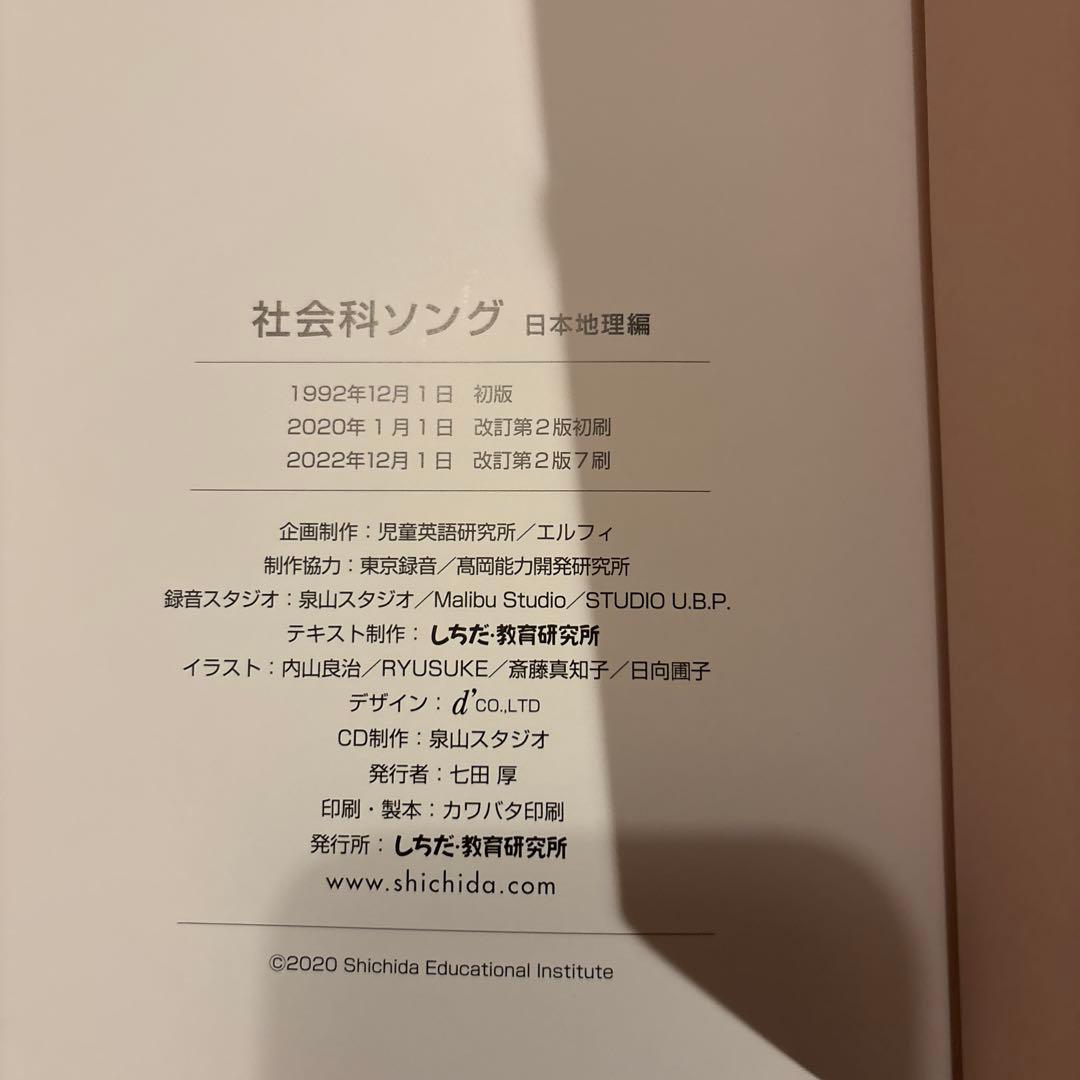 社会科ソング 日本地理編
1992年12月1日 初版
2020年1月1日 改訂第2版初刷
2022年12月1日 改訂第2版7刷
企画制作：児童英語研究所／エルフィ
制作協力：東京録音／髙岡能力開発研究所
録音スタジオ：泉山スタジオ／Malibu Studio／STUDIO U.B.P.
テキスト制作：しちだ・教育研究所
イラスト：内山良治／RYUSUKE／斎藤真知子／日向圃子
デザイン：d'CO.,LTD
CD制作：泉山スタジオ
発行者：七田 厚
印刷・製本：カワバタ印刷
発行所：しちだ・教育研究所
www.shichida.com
©2020 Shichida Educational Institute